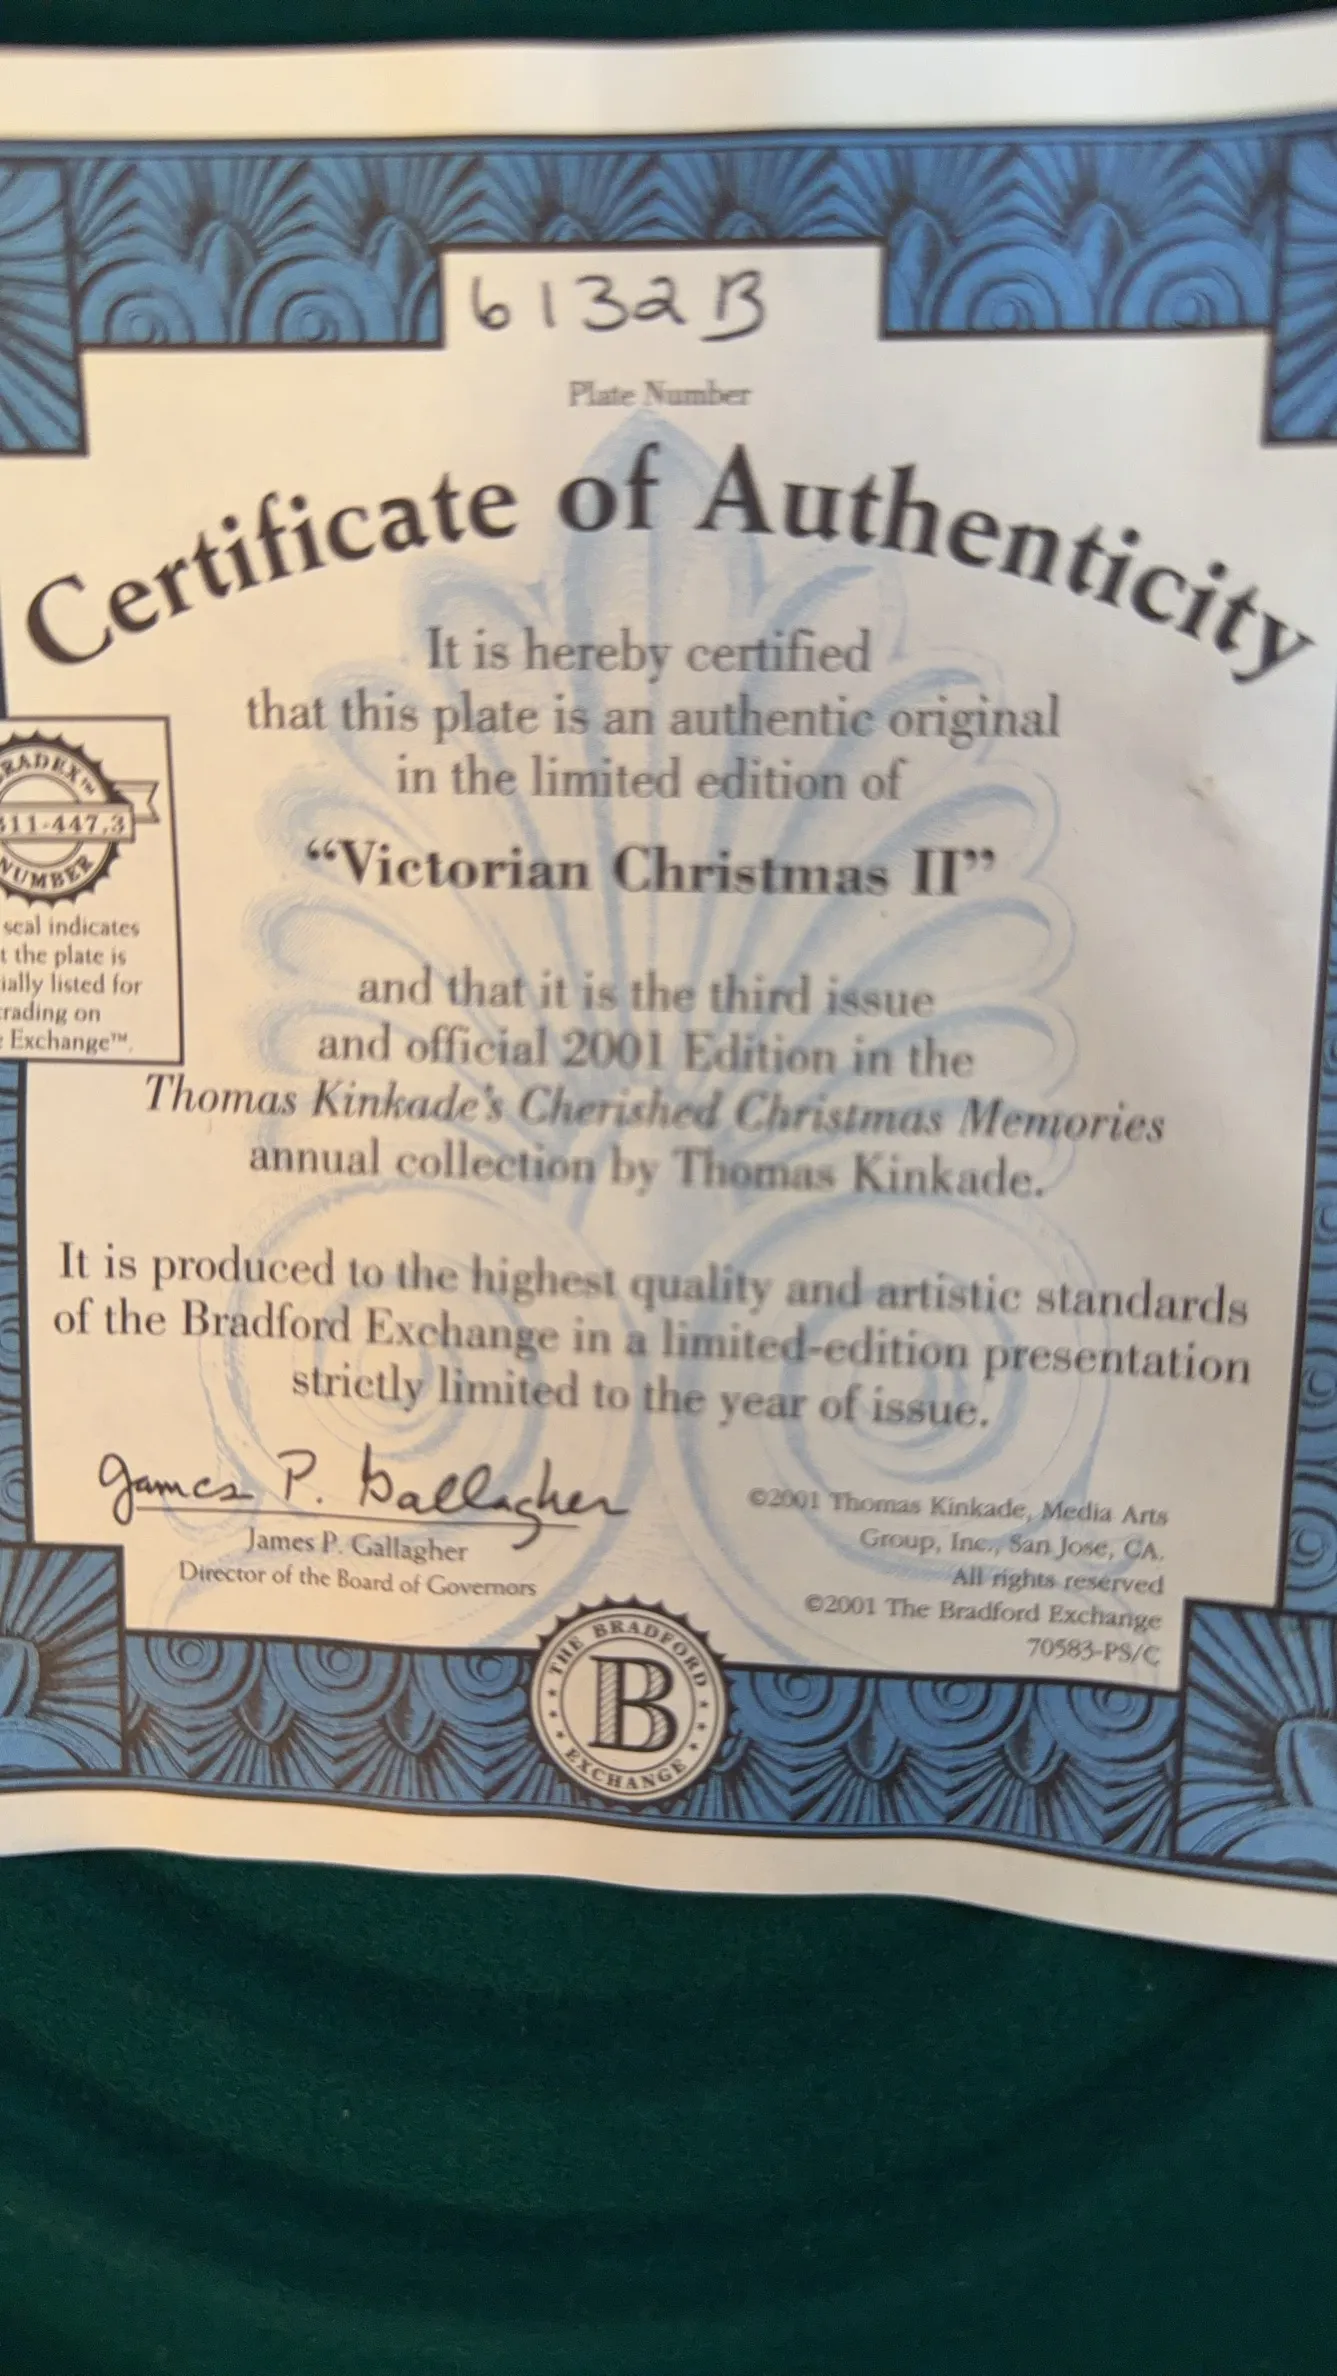 6132B
Plate Number
Certificate of Authenticity
It is hereby certified
that this plate is an authentic original
in the limited edition of
“Victorian Christmas II”
and that it is the third issue
and official 2001 Edition in the
Thomas Kinkade's Cherished Christmas Memories
annual collection by Thomas Kinkade.
It is produced to the highest quality and artistic standards
of the Bradford Exchange in a limited-edition presentation
strictly limited to the year of issue.
RADEX™
11-447.3
NUMBER
seal indicates
t the plate is
ially listed for
rading on
Exchange™.
James P. Gallagher
James P. Gallagher
Director of the Board of Governors
©2001 Thomas Kinkade, Media Arts
Group, Inc., San Jose, CA.
All rights reserved
©2001 The Bradford Exchange
70583-PS/C
THE BRADFORD
B
EXCHANGE